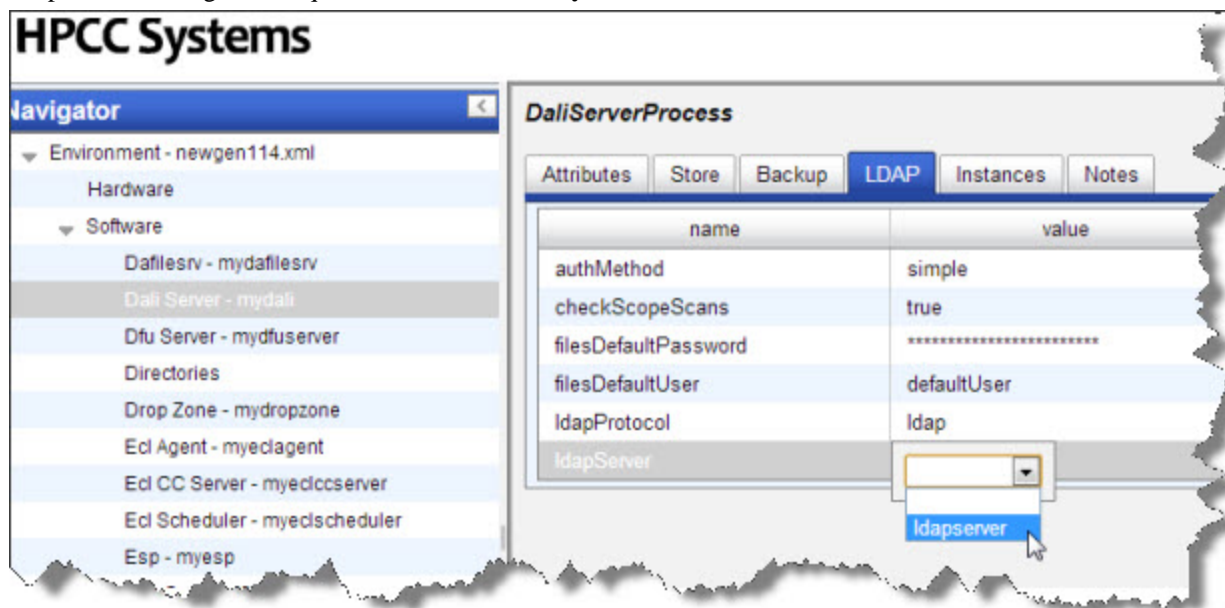 HPCC Systems
Navigator
Environment - newgen114.xml
Hardware
Software
Dafilesrv - mydafilesrv
Dali Server - mydali
Dfu Server - mydfuserver
Directories
Drop Zone - mydropzone
Ecl Agent - myeclagent
Ecl CC Server - myeclccserver
Ecl Scheduler - myeclscheduler
Esp - myesp
DaliServerProcess
Attributes Store Backup LDAP Instances Notes
name value
authMethod simple
checkScopeScans true
filesDefaultPassword ************************
filesDefaultUser defaultUser
ldapProtocol ldap
ldapServer
ldapserver